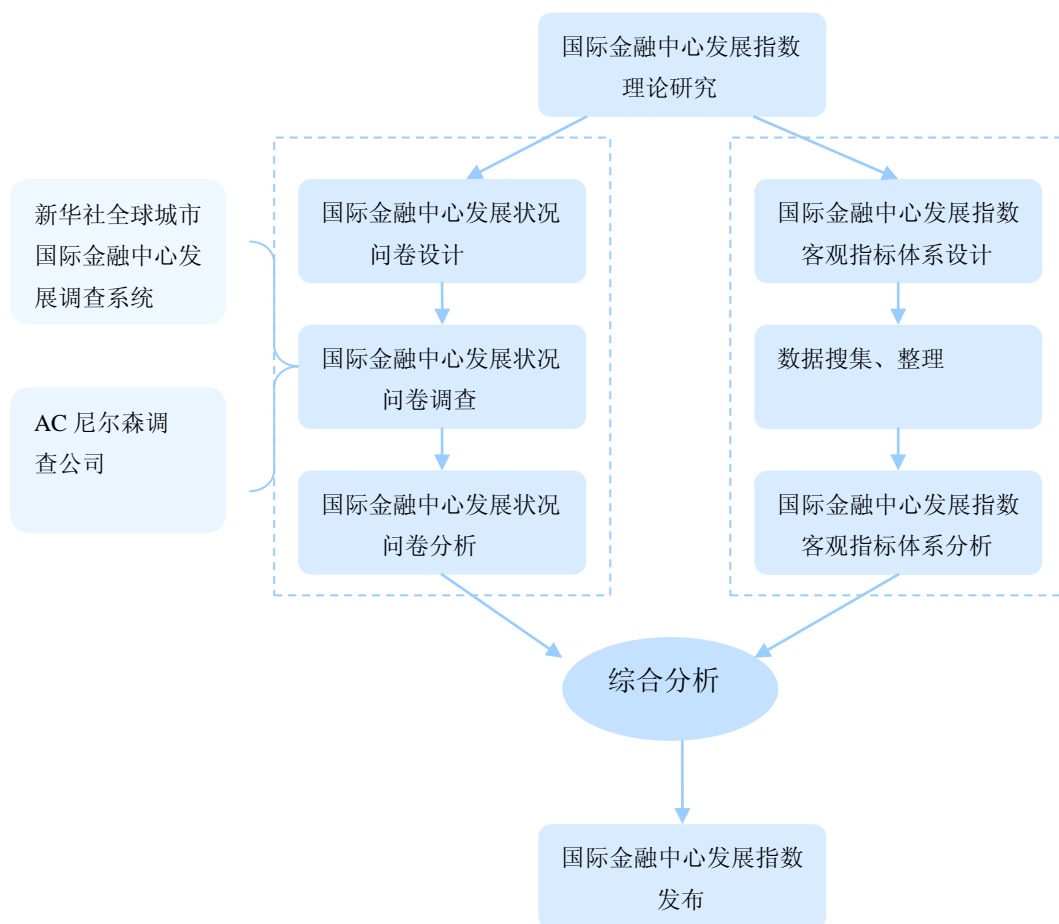 国际金融中心发展指数
理论研究
新华社全球城市
国际金融中心发
展调查系统
AC 尼尔森调
查公司
国际金融中心发展状况
问卷设计
国际金融中心发展状况
问卷调查
国际金融中心发展状况
问卷分析
国际金融中心发展指数
客观指标体系设计
数据搜集、整理
国际金融中心发展指数
客观指标体系分析
综合分析
国际金融中心发展指数
发布